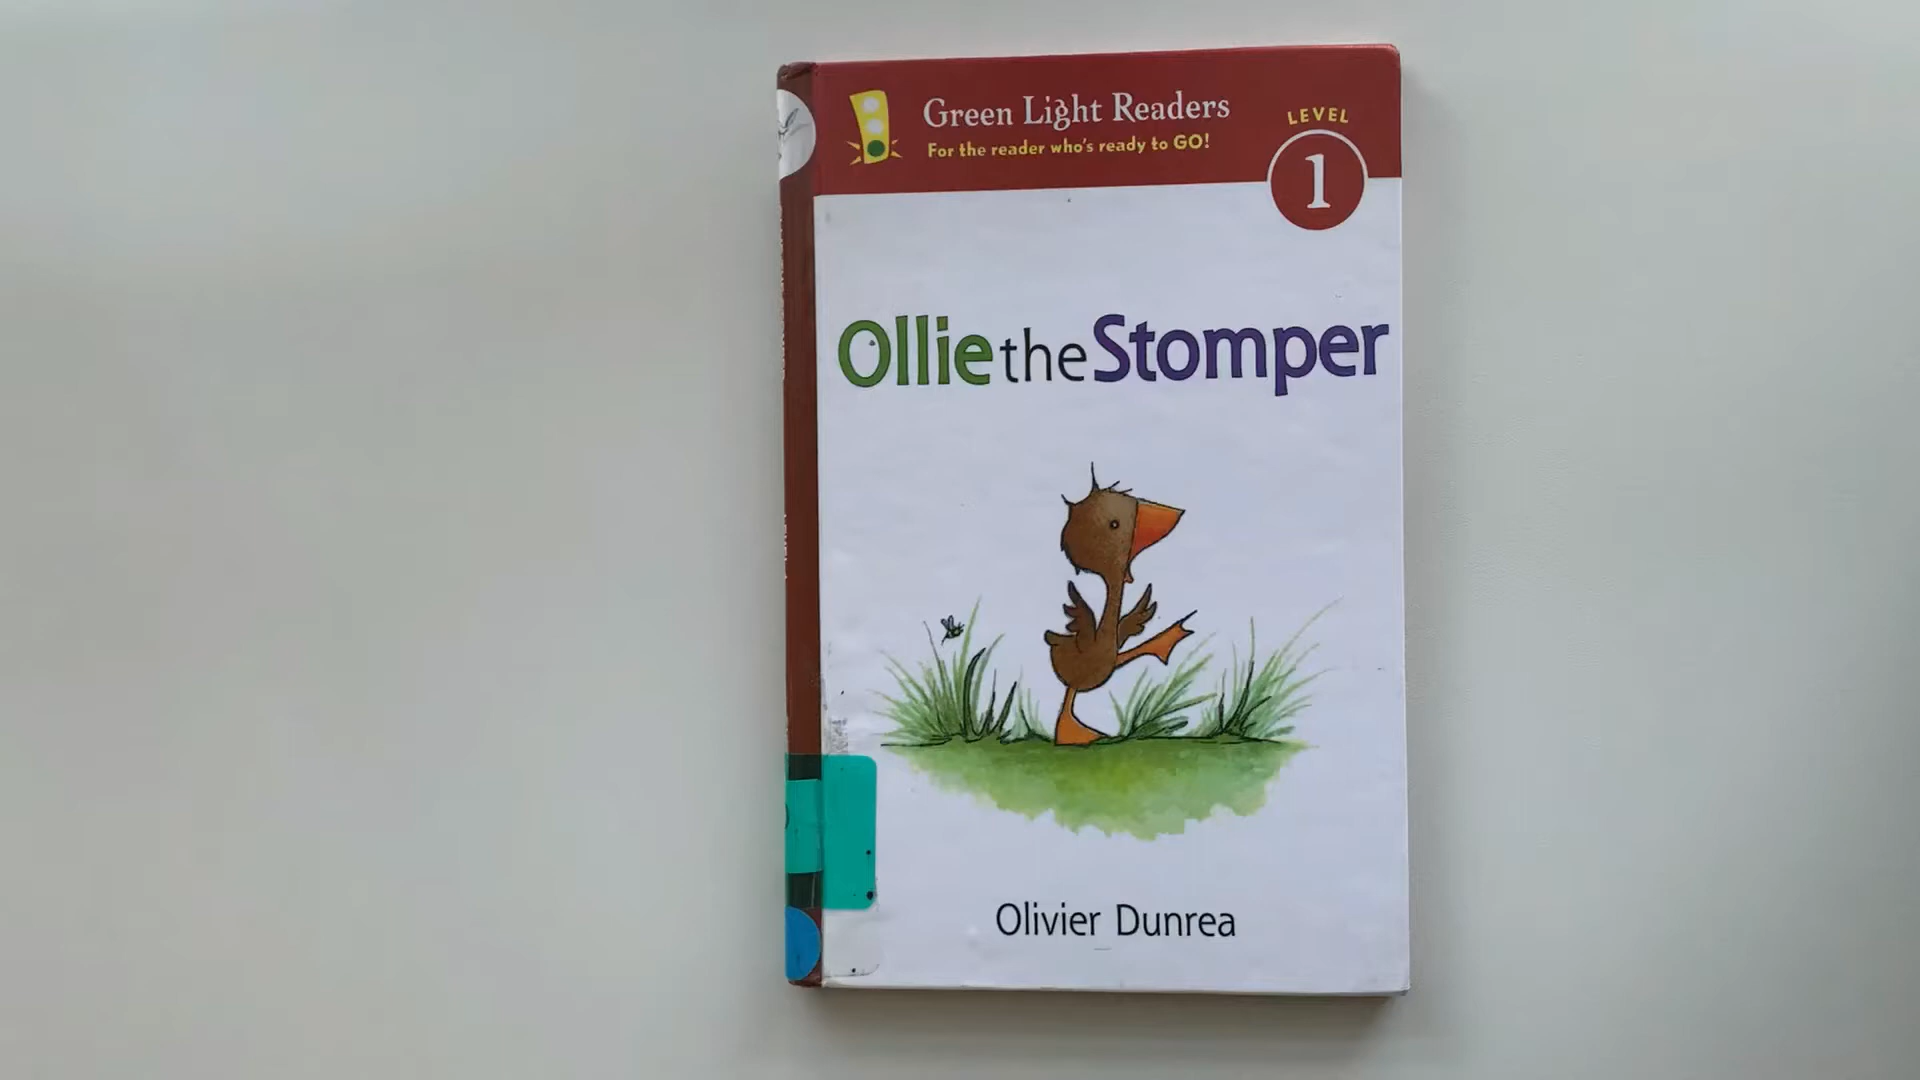 Green Light Readers
For the reader who's ready to GO!
LEVEL
1
Ollie the Stomper
Olivier Dunrea